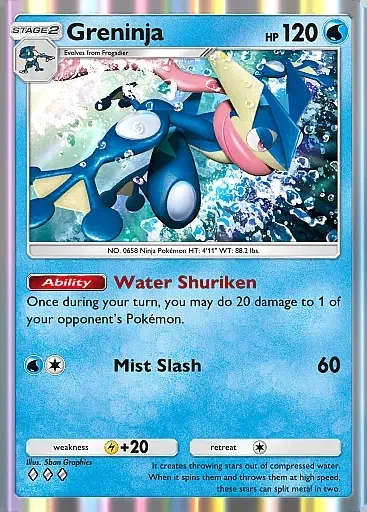 STAGE2 Greninja HP 120
Evolves from Frogadier
NO. 0658 Ninja Pokémon HT: 4'11" WT: 88.2 lbs.
Ability Water Shuriken
Once during your turn, you may do 20 damage to 1 of
your opponent's Pokémon.
Mist Slash 60
weakness +20 retreat
Illus. 5ban Graphics
It creates throwing stars out of compressed water.
When it spins them and throws them at high speed,
these stars can split metal in two.